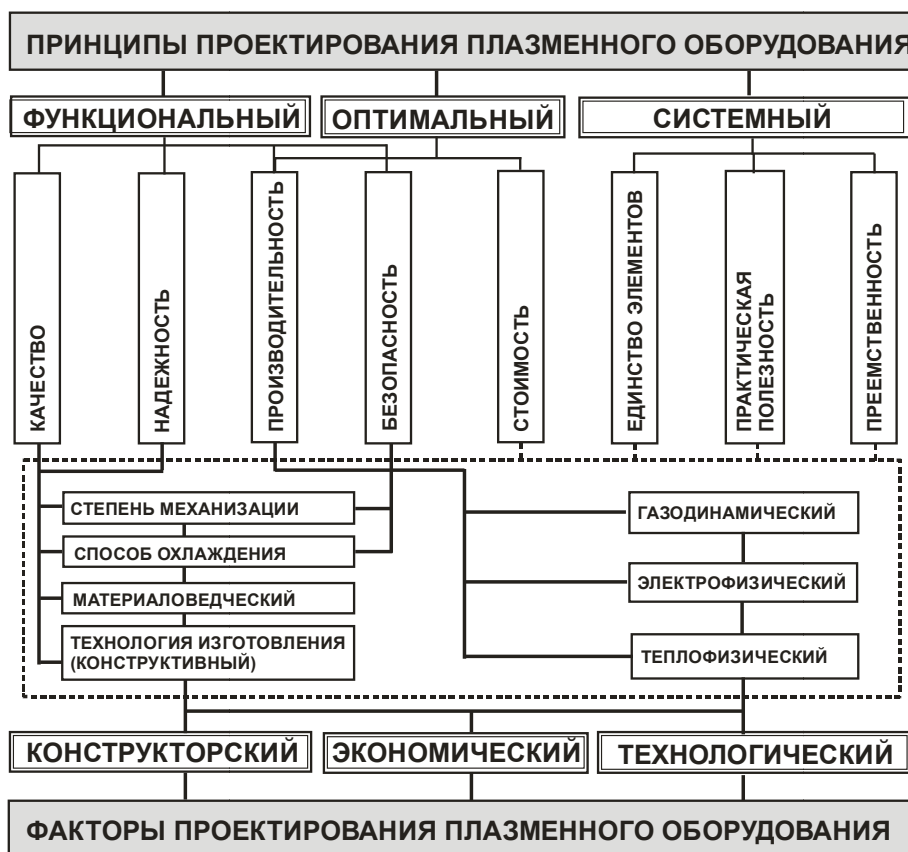 ПРИНЦИПЫ ПРОЕКТИРОВАНИЯ ПЛАЗМЕННОГО ОБОРУДОВАНИЯ
ФУНКЦИОНАЛЬНЫЙ
ОПТИМАЛЬНЫЙ
СИСТЕМНЫЙ
КАЧЕСТВО
НАДЕЖНОСТЬ
ПРОИЗВОДИТЕЛЬНОСТЬ
БЕЗОПАСНОСТЬ
СТОИМОСТЬ
ЕДИНСТВО ЭЛЕМЕНТОВ
ПРАКТИЧЕСКАЯ
ПОЛЕЗНОСТЬ
ПРЕЕМСТВЕННОСТЬ
СТЕПЕНЬ МЕХАНИЗАЦИИ
СПОСОБ ОХЛАЖДЕНИЯ
МАТЕРИАЛОВЕДЧЕСКИЙ
ТЕХНОЛОГИЯ ИЗГОТОВЛЕНИЯ
(КОНСТРУКТИВНЫЙ)
ГАЗОДИНАМИЧЕСКИЙ
ЭЛЕКТРОФИЗИЧЕСКИЙ
ТЕПЛОФИЗИЧЕСКИЙ
КОНСТРУКТОРСКИЙ
ЭКОНОМИЧЕСКИЙ
ТЕХНОЛОГИЧЕСКИЙ
ФАКТОРЫ ПРОЕКТИРОВАНИЯ ПЛАЗМЕННОГО ОБОРУДОВАНИЯ